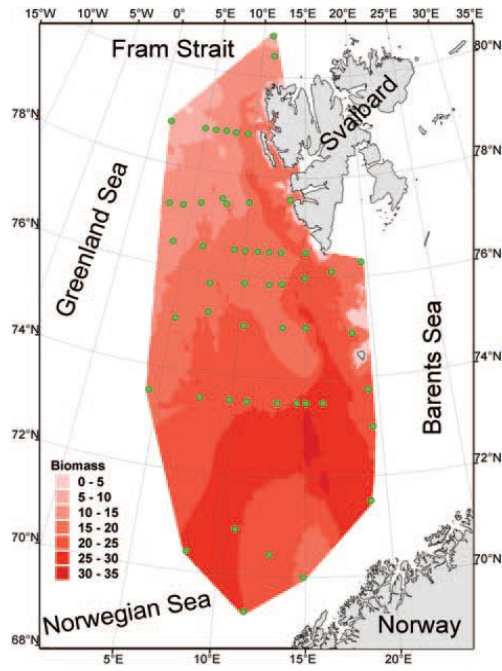 15°W 10°W 5°W 0°E 5°E 10°E 15°E 20°E 25°E 30°E 35°E
Fram Strait
80°N
78°N
Svalbard
78°N
76°N
Greenland Sea
76°N
74°N
74°N
Barents Sea
72°N
72°N
Biomass
0 - 5
5 - 10
10 - 15
15 - 20
20 - 25
25 - 30
30 - 35
70°N
70°N
Norwegian Sea
Norway
68°N
5°E 10°E 15°E 20°E